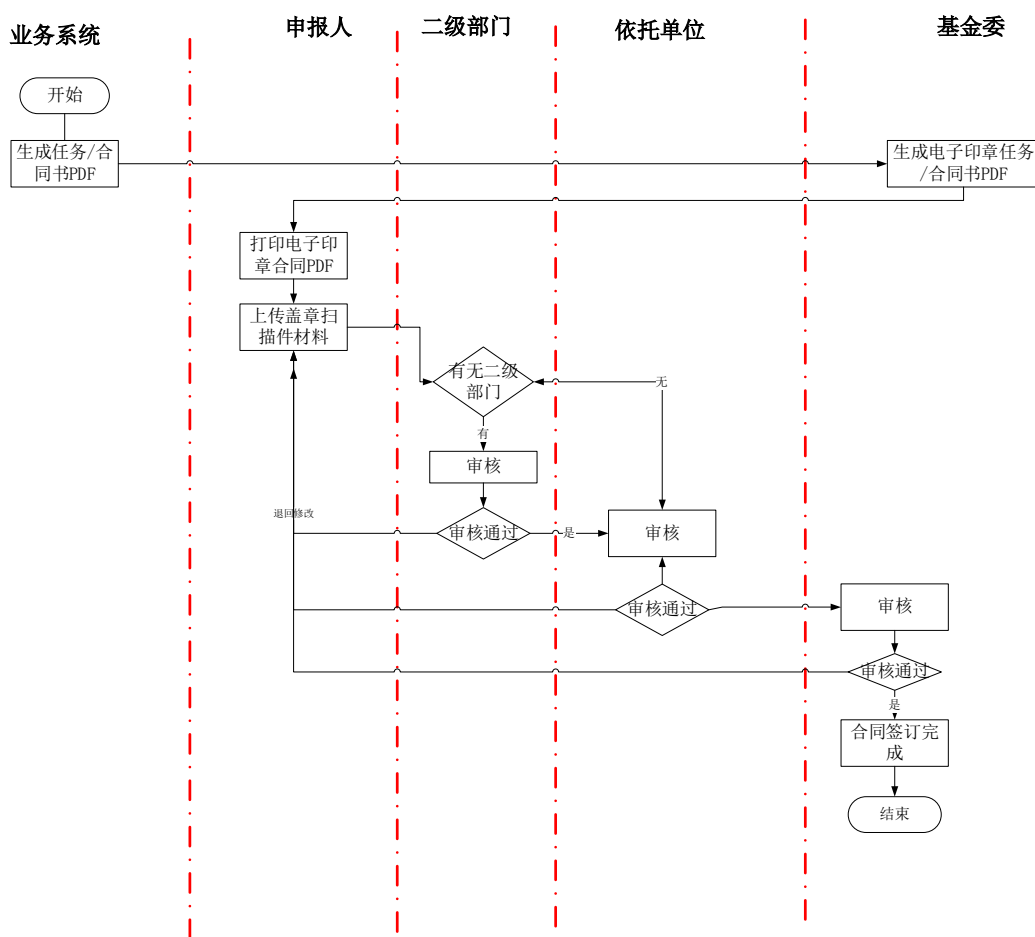 业务系统
申报人
二级部门
依托单位
基金委
开始
生成任务/合
同书PDF
生成电子印章任务
/合同书PDF
打印电子印
章合同PDF
上传盖章扫
描件材料
有无二级
部门
无
有
审核
退回修改
审核通过
是
审核
审核通过
审核
审核通过
是
合同签订完
成
结束